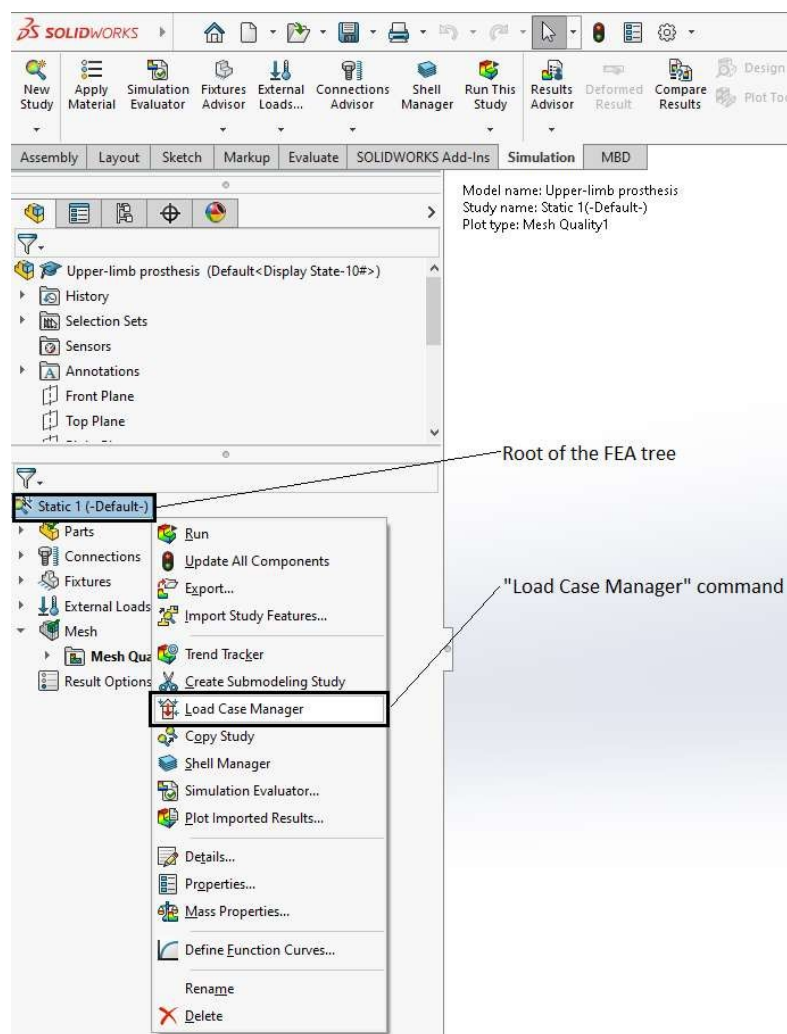 SOLIDWORKS
New Study
Apply Material
Simulation Evaluator
Fixtures Advisor
External Loads...
Connections Advisor
Shell Manager
Run This Study
Results Advisor
Deformed Result
Compare Results
Design
Plot Too
Assembly Layout Sketch Markup Evaluate SOLIDWORKS Add-Ins Simulation MBD
Model name: Upper-limb prosthesis
Study name: Static 1(-Default-)
Plot type: Mesh Quality1
Upper-limb prosthesis (Default<Display State-10#>)
History
Selection Sets
Sensors
Annotations
Front Plane
Top Plane
Root of the FEA tree
Static 1 (-Default-)
Parts
Connections
Fixtures
External Loads
Mesh
Mesh Qua
Result Options
Run
Update All Components
Export...
Import Study Features...
Trend Tracker
Create Submodeling Study
Load Case Manager
Copy Study
Shell Manager
Simulation Evaluator...
Plot Imported Results...
Details...
Properties...
Mass Properties...
Define Function Curves...
Rename
Delete
"Load Case Manager" command